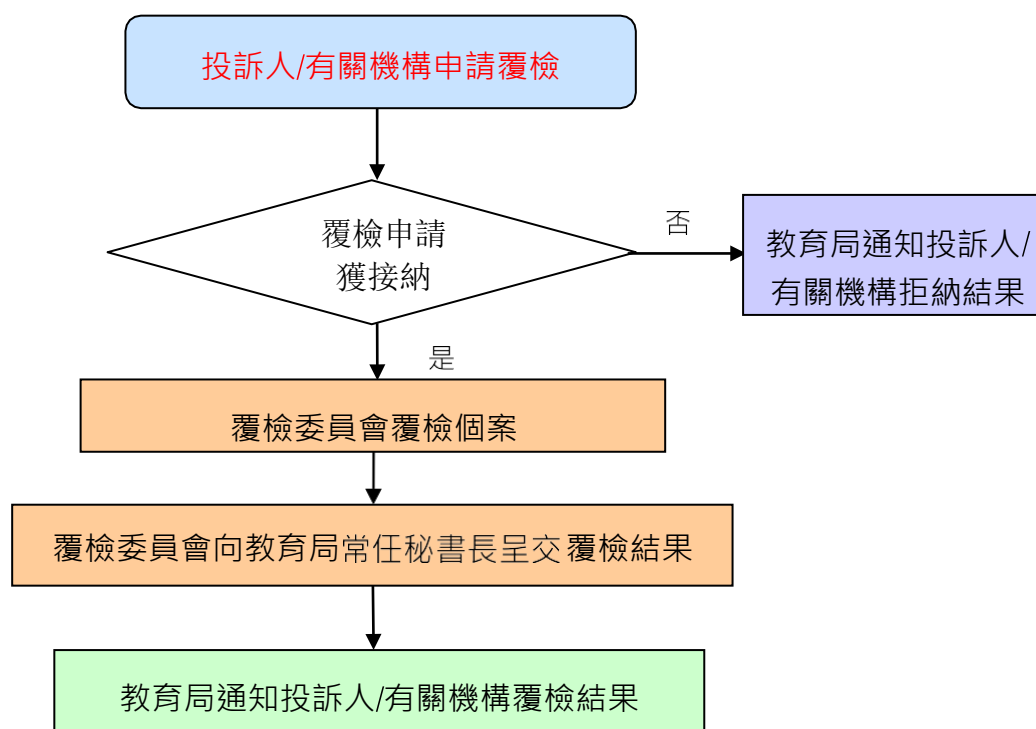 投訴人/有關機構申請覆檢
覆檢申請
獲接納
否
教育局通知投訴人/
有關機構拒納結果
是
覆檢委員會覆檢個案
覆檢委員會向教育局常任秘書長呈交覆檢結果
教育局通知投訴人/有關機構覆檢結果